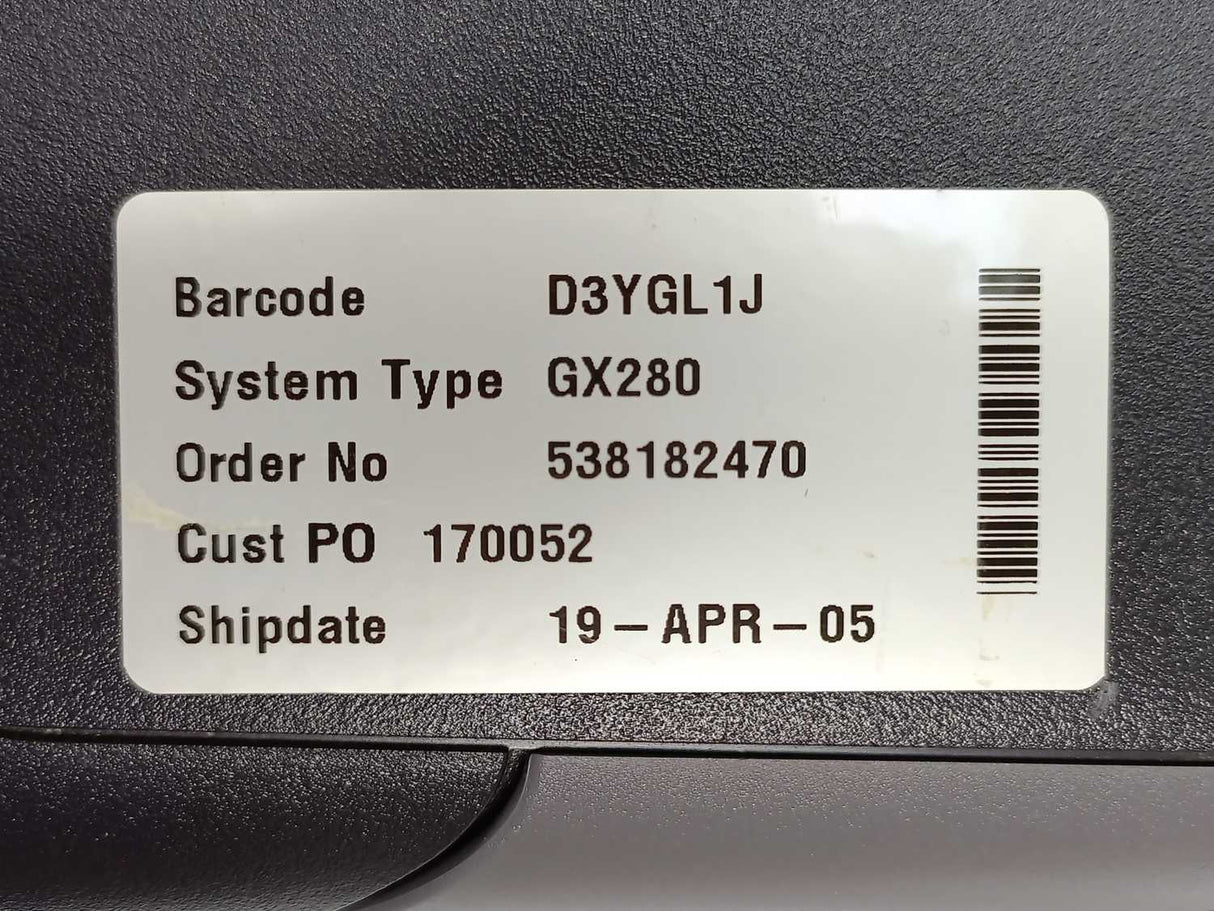 Barcode D3YGL1J
System Type GX280
Order No 538182470
Cust PO 170052
Shipdate 19-APR-05